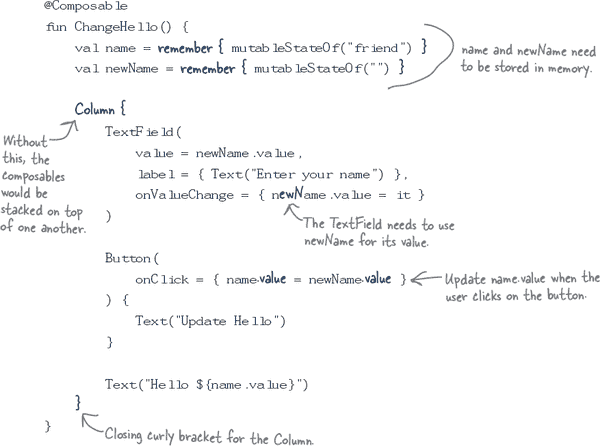 @Composable
fun ChangeHello() {
val name = remember { mutableStateOf("friend") }
val newName = remember { mutableStateOf("") }
name and newName need
to be stored in memory.
Column {
Without
this, the
composables
would be
stacked on top
of one another.
TextField(
value = newName.value,
label = { Text("Enter your name") },
onValueChange = { newName.value = it }
)
The TextField needs to use
newName for its value.
Button(
onClick = { name.value = newName.value }
Update name.value when the
user clicks on the button.
) {
Text("Update Hello")
}
Text("Hello ${name.value}")
}
Closing curly bracket for the Column.
}